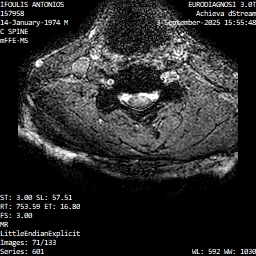 IFOULIS ANTONIOS
157958
14-January-1974 M
C SPINE
mFFE-MS
EURODIAGNOSI 3.0T
Achieva dStream
3-September-2025 15:55:48
ST: 3.00 SL: 57.51
RT: 753.59 ET: 16.80
FS: 3.00
MR
LittleEndianExplicit
Images: 71/133
Series: 601
WL: 592 WW: 1030